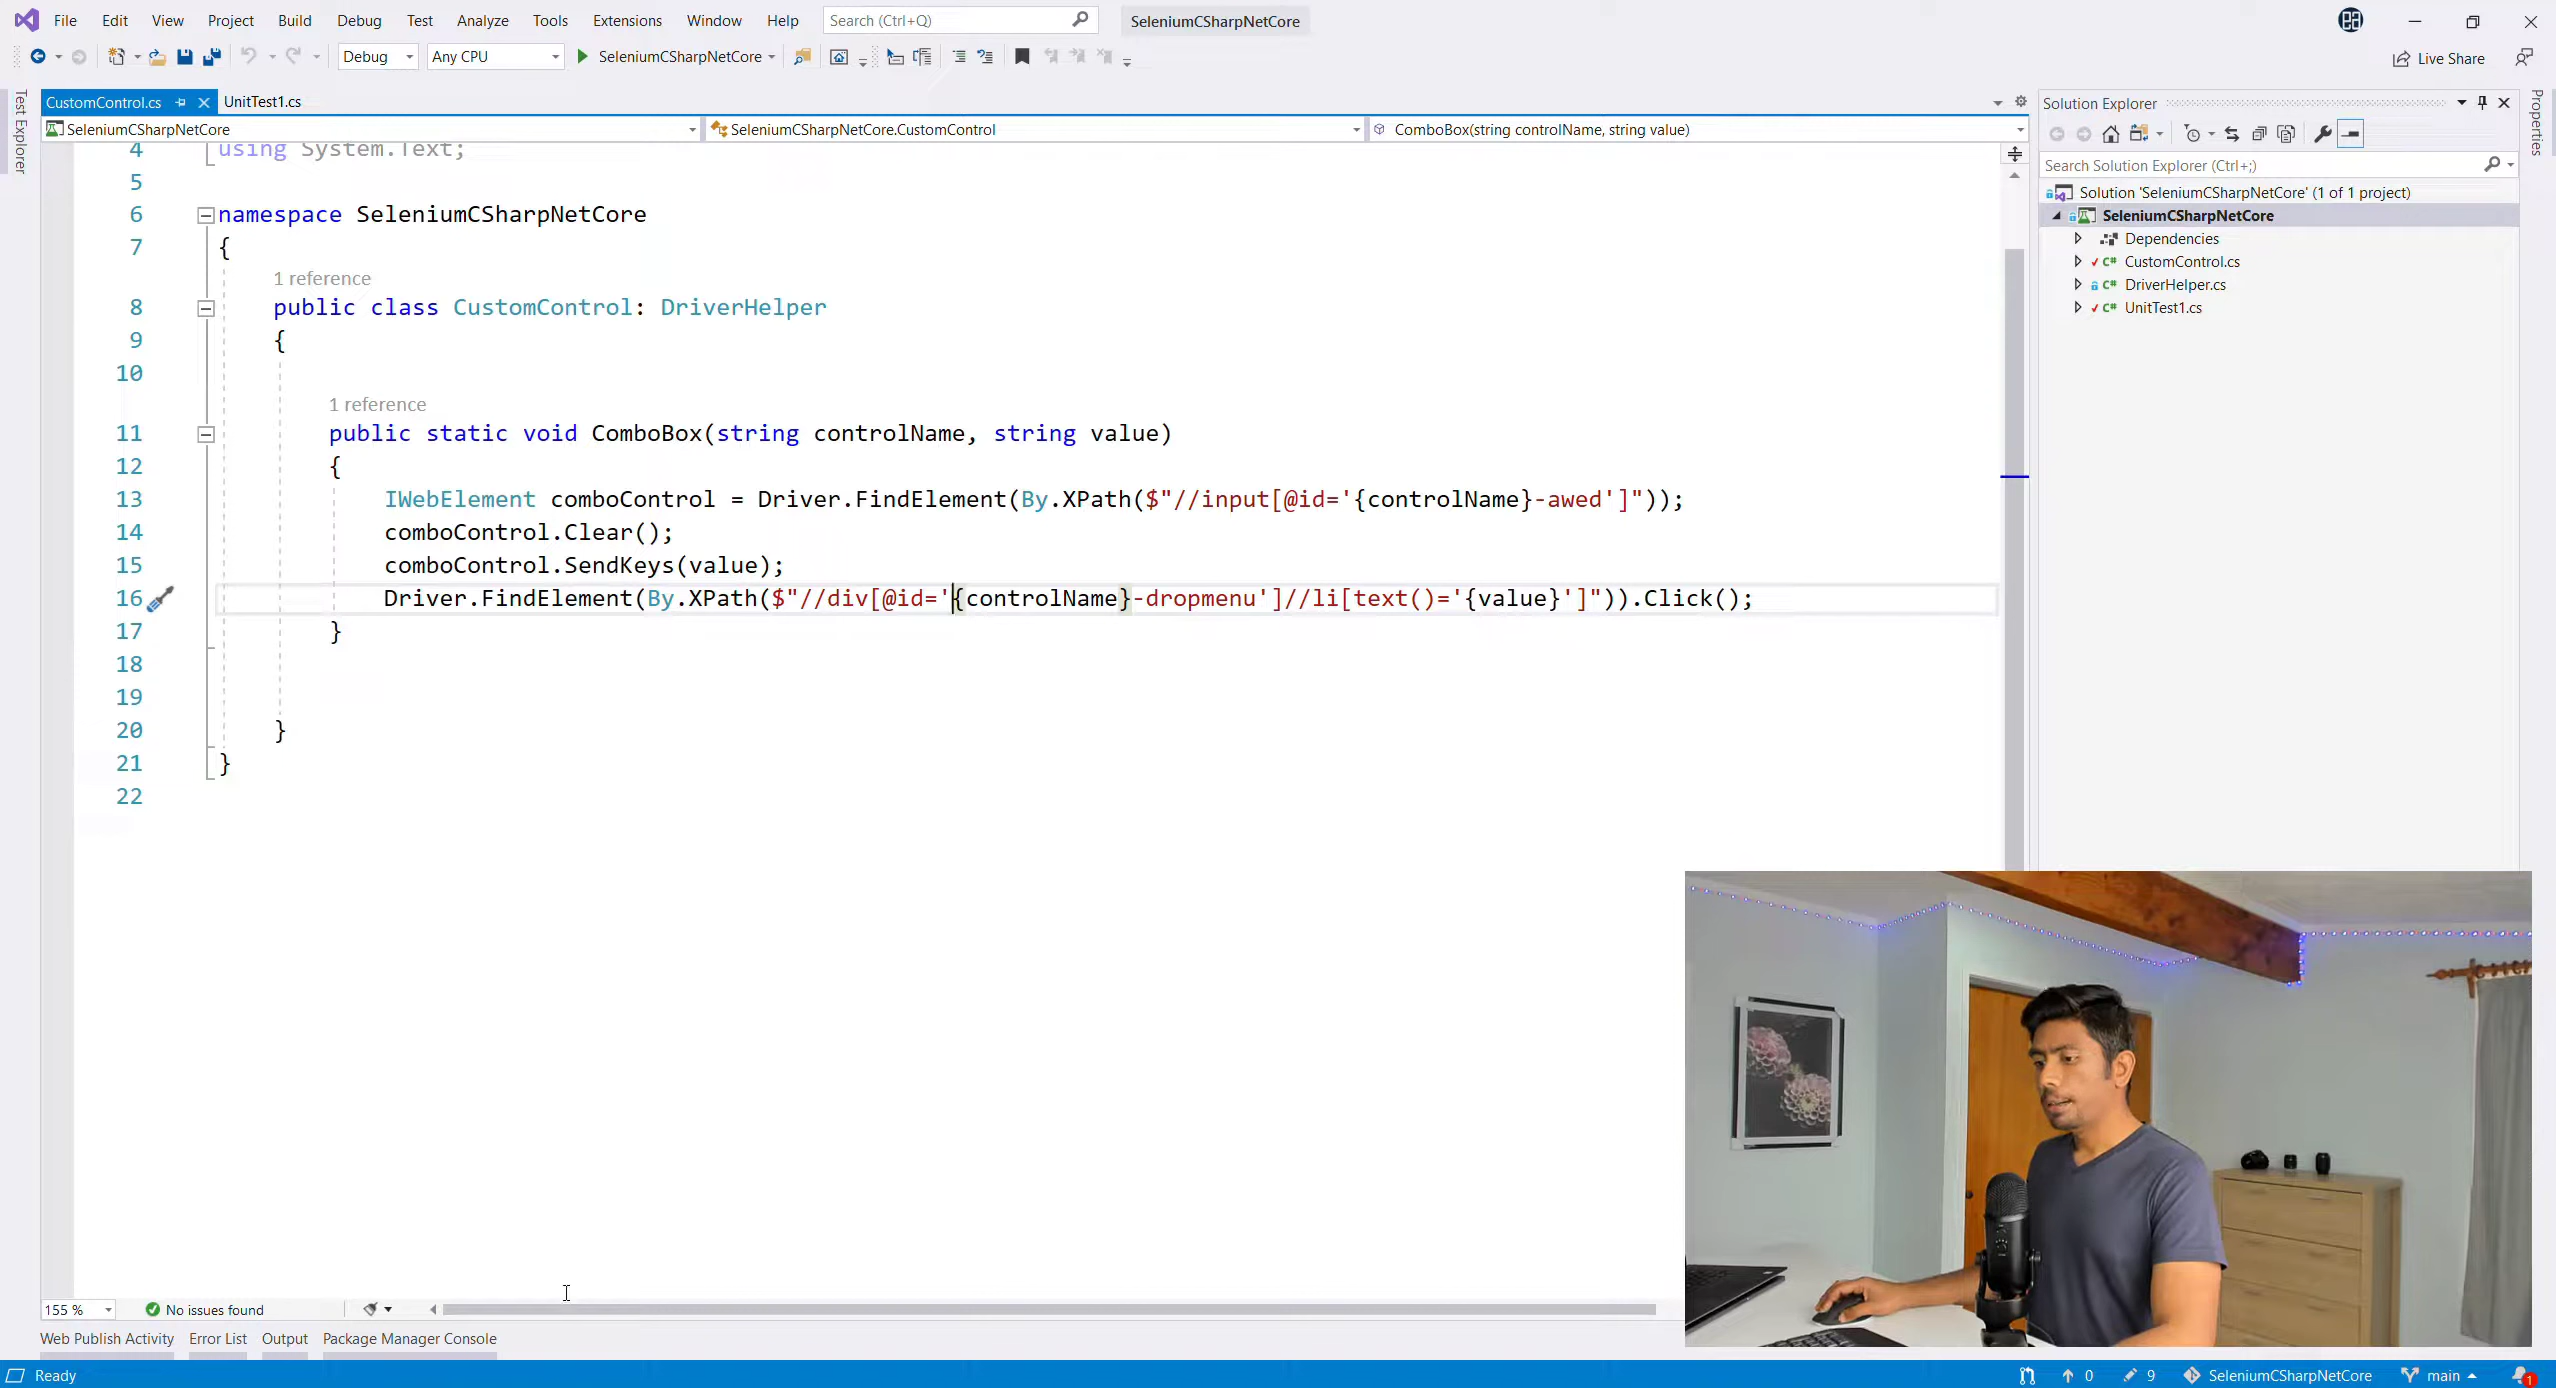 File Edit View Project Build Debug Test Analyze Tools Extensions Window Help Search (Ctrl+Q) SeleniumCSharpNetCore
Debug Any CPU SeleniumCSharpNetCore Live Share
Test Explorer
CustomControl.cs UnitTest1.cs
SeleniumCSharpNetCore SeleniumCSharpNetCore.CustomControl ComboBox(string controlName, string value)
4 using System.Text;
5
6 namespace SeleniumCSharpNetCore
7 {
1 reference
8 public class CustomControl: DriverHelper
9 {
10
1 reference
11 public static void ComboBox(string controlName, string value)
12 {
13 IWebElement comboControl = Driver.FindElement(By.XPath($"//input[@id='{controlName}-awed']"));
14 comboControl.Clear();
15 comboControl.SendKeys(value);
16 Driver.FindElement(By.XPath($"//div[@id='{controlName}-dropmenu']//li[text()='{value}']")).Click();
17 }
18
19
20 }
21 }
22
Solution Explorer
Search Solution Explorer (Ctrl+;)
Solution 'SeleniumCSharpNetCore' (1 of 1 project)
SeleniumCSharpNetCore
Dependencies
C# CustomControl.cs
C# DriverHelper.cs
C# UnitTest1.cs
Properties
155 % No issues found
Web Publish Activity Error List Output Package Manager Console
Ready 0 9 SeleniumCSharpNetCore main 1